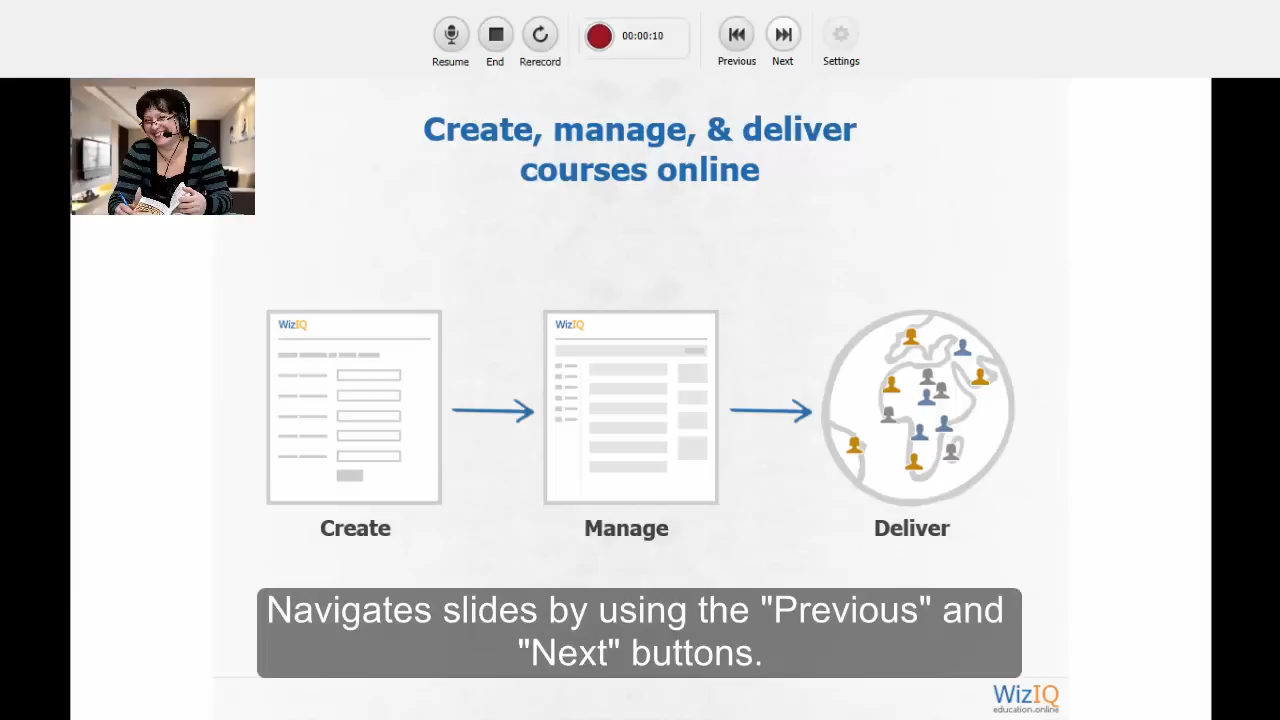 00:00:10
Resume End Rerecord Previous Next Settings
Create, manage, & deliver
courses online
WizIQ
WizIQ
Create
Manage
Deliver
Navigates slides by using the "Previous" and
"Next" buttons.
WizIQ
education.online